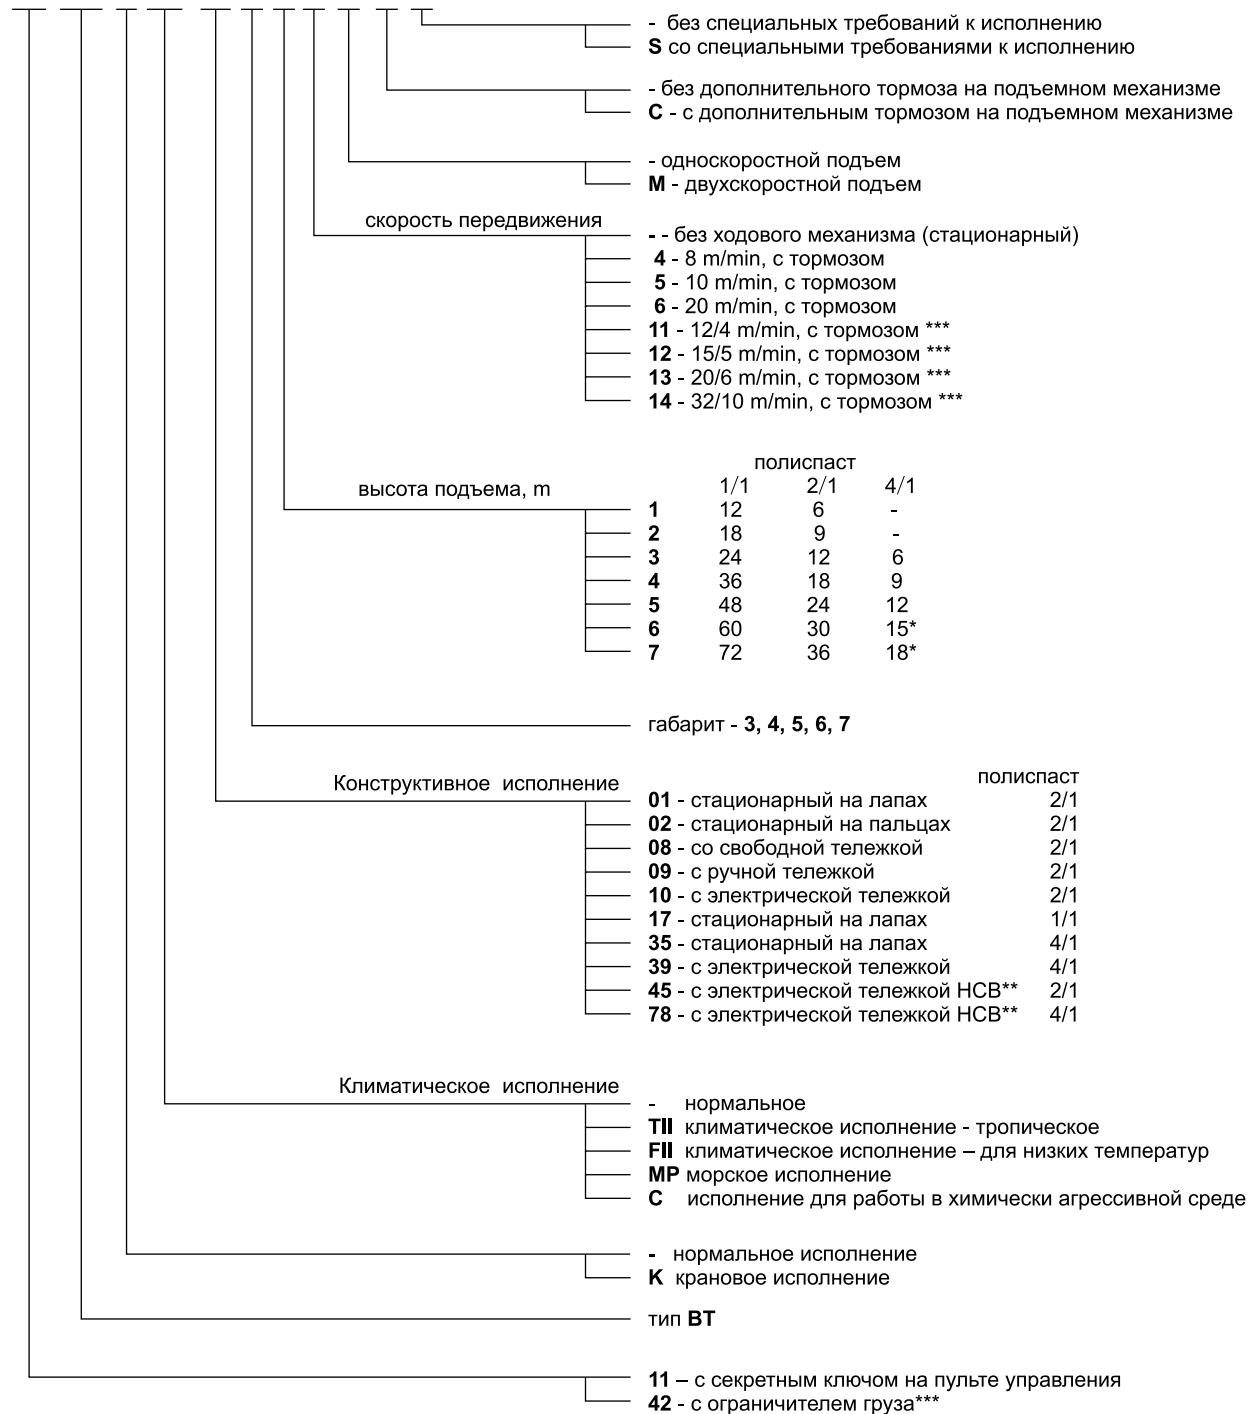 - без специальных требований к исполнению
S со специальными требованиями к исполнению
- без дополнительного тормоза на подъемном механизме
C - с дополнительным тормозом на подъемном механизме
- односкоростной подъем
M - двухскоростной подъем
скорость передвижения
- - без ходового механизма (стационарный)
4 - 8 m/min, с тормозом
5 - 10 m/min, с тормозом
6 - 20 m/min, с тормозом
11 - 12/4 m/min, с тормозом ***
12 - 15/5 m/min, с тормозом ***
13 - 20/6 m/min, с тормозом ***
14 - 32/10 m/min, с тормозом ***
полиспаст
высота подъема, m 1/1 2/1 4/1
1 12 6 -
2 18 9 -
3 24 12 6
4 36 18 9
5 48 24 12
6 60 30 15*
7 72 36 18*
габарит - 3, 4, 5, 6, 7
Конструктивное исполнение полиспаст
01 - стационарный на лапах 2/1
02 - стационарный на пальцах 2/1
08 - со свободной тележкой 2/1
09 - с ручной тележкой 2/1
10 - с электрической тележкой 2/1
17 - стационарный на лапах 1/1
35 - стационарный на лапах 4/1
39 - с электрической тележкой 4/1
45 - с электрической тележкой НСВ** 2/1
78 - с электрической тележкой НСВ** 4/1
Климатическое исполнение
- нормальное
TII климатическое исполнение - тропическое
FII климатическое исполнение – для низких температур
MP морское исполнение
C исполнение для работы в химически агрессивной среде
- нормальное исполнение
K крановое исполнение
тип BT
11 – с секретным ключом на пульте управления
42 - с ограничителем груза***